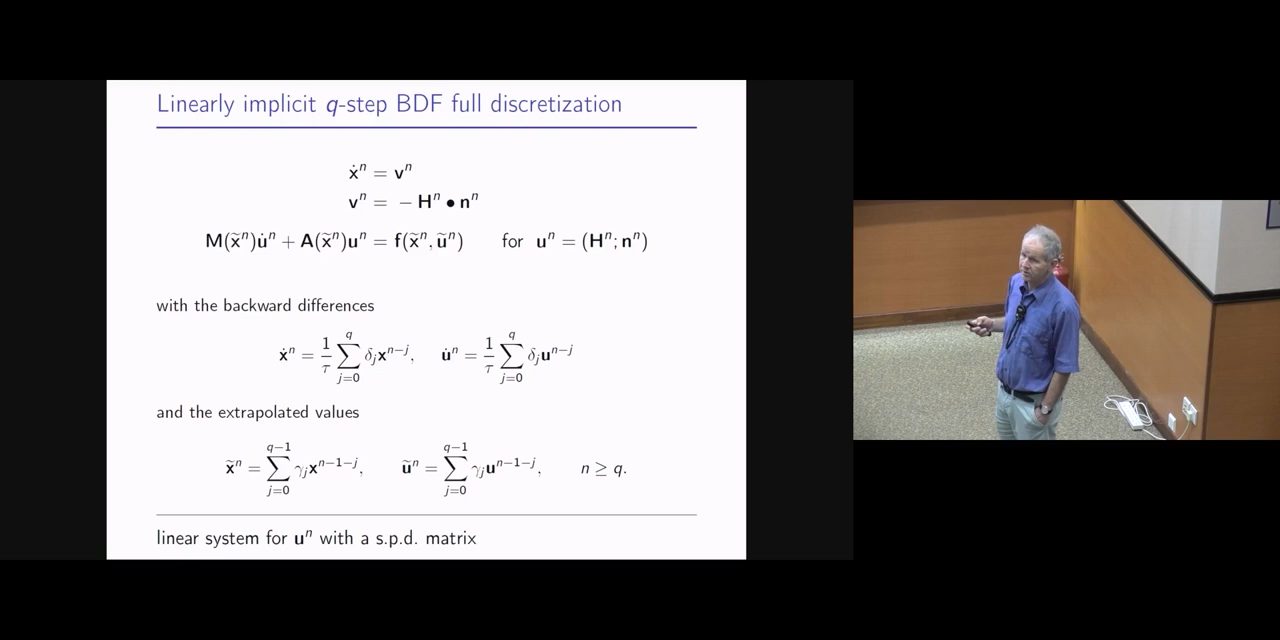 Linearly implicit q-step BDF full discretization
ẋⁿ = vⁿ
vⁿ = − Hⁿ • nⁿ
M(x̃ⁿ)u̇ⁿ + A(x̃ⁿ)uⁿ = f(x̃ⁿ, ũⁿ) for uⁿ = (Hⁿ; nⁿ)
with the backward differences
ẋⁿ = 1/τ ∑_{j=0}^{q} δⱼxⁿ⁻ʲ, u̇ⁿ = 1/τ ∑_{j=0}^{q} δⱼuⁿ⁻ʲ
and the extrapolated values
x̃ⁿ = ∑_{j=0}^{q−1} γⱼxⁿ⁻¹⁻ʲ, ũⁿ = ∑_{j=0}^{q−1} γⱼuⁿ⁻¹⁻ʲ, n ≥ q.
linear system for uⁿ with a s.p.d. matrix